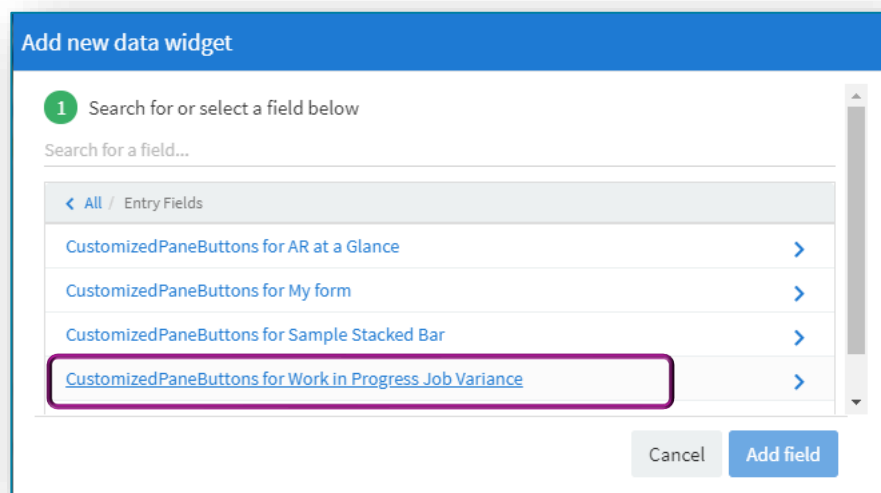 Add new data widget
1 Search for or select a field below
Search for a field...
All / Entry Fields
CustomizedPaneButtons for AR at a Glance
CustomizedPaneButtons for My form
CustomizedPaneButtons for Sample Stacked Bar
CustomizedPaneButtons for Work in Progress Job Variance
Cancel Add field